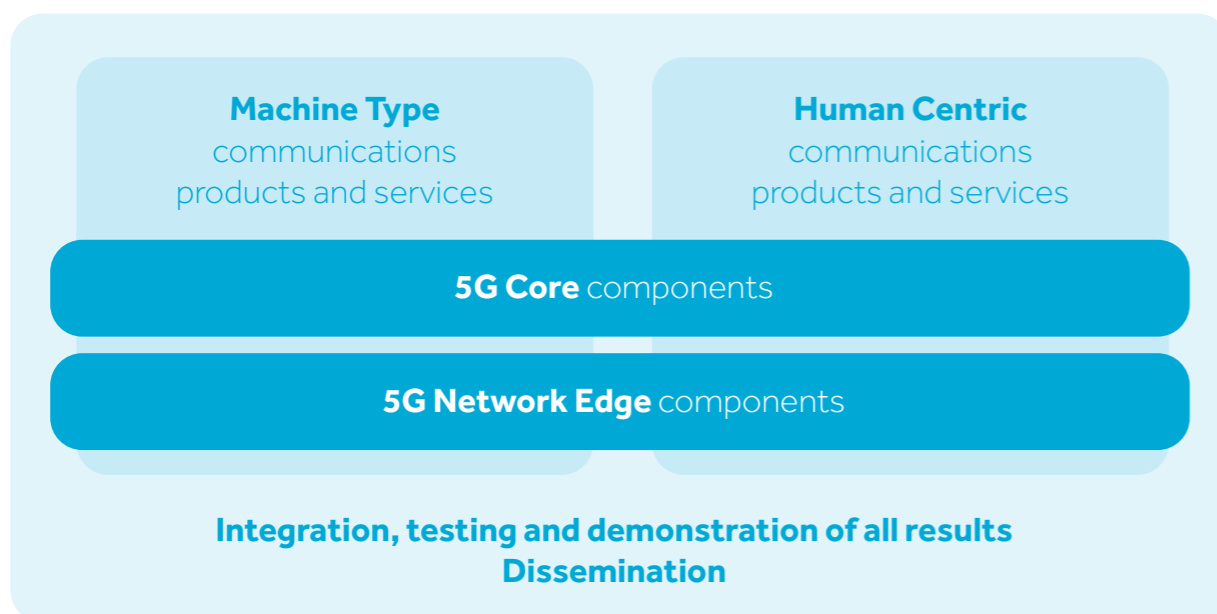 Machine Type
communications
products and services
Human Centric
communications
products and services
5G Core components
5G Network Edge components
Integration, testing and demonstration of all results
Dissemination